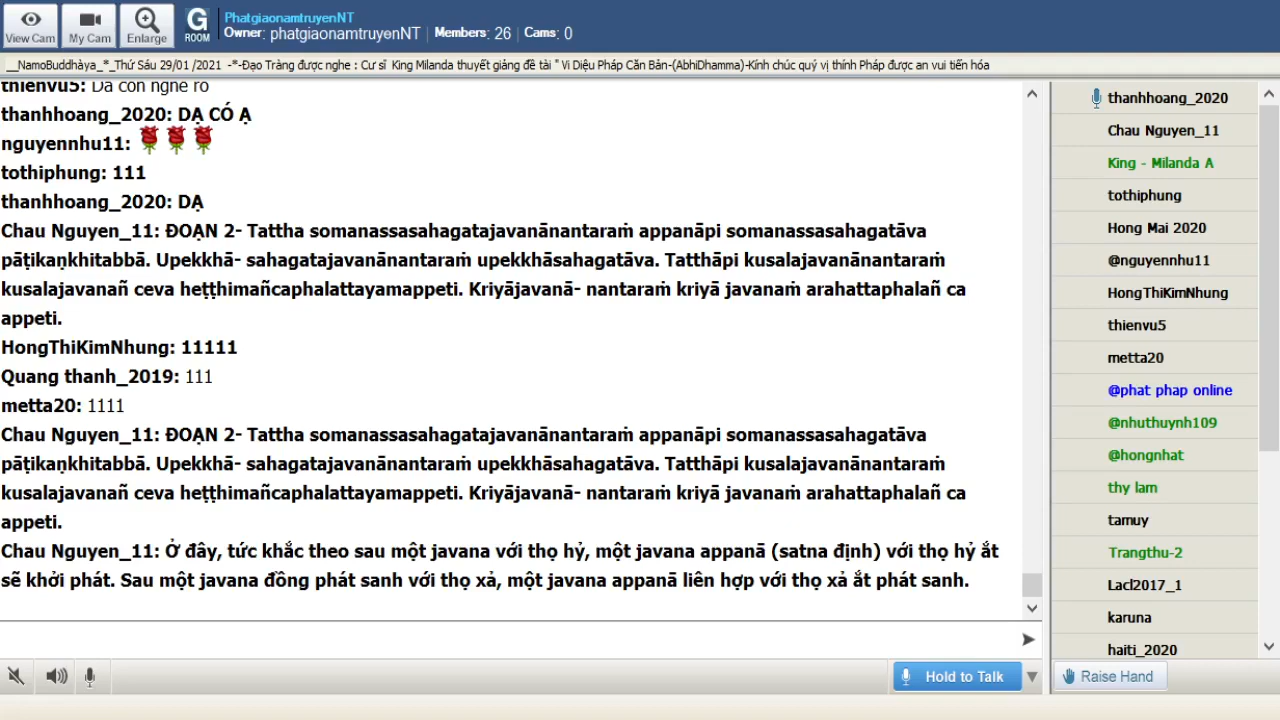 View Cam
My Cam
Enlarge
G
ROOM
PhatgiaonamtruyenNT
Owner: phatgiaonamtruyenNT | Members: 26 | Cams: 0
__NamoBuddhàya_*_Thứ Sáu 29/01 /2021 -*-Đạo Tràng được nghe : Cư sĩ King Milanda thuyết giảng đề tài " Vi Diệu Pháp Căn Bản-(AbhiDhamma)-Kính chúc quý vị thính Pháp được an vui tiến hóa
thienvu5: Da con nghe ro
thanhhoang_2020: DẠ CÓ Ạ
nguyennhu11:
tothiphung: 111
thanhhoang_2020: DẠ
Chau Nguyen_11: ĐOẠN 2- Tattha somanassasahagatajavanānantaraṁ appanāpi somanassasahagatāva
pāṭikaṇkhitabbā. Upekkhā- sahagatajavanānantaraṁ upekkhāsahagatāva. Tatthāpi kusalajavanānantaraṁ
kusalajavanañ ceva heṭṭhimañcaphalattayamappeti. Kriyājavanā- nantaraṁ kriyā javanaṁ arahattaphalañ ca
appeti.
HongThiKimNhung: 11111
Quang thanh_2019: 111
metta20: 1111
Chau Nguyen_11: ĐOẠN 2- Tattha somanassasahagatajavanānantaraṁ appanāpi somanassasahagatāva
pāṭikaṇkhitabbā. Upekkhā- sahagatajavanānantaraṁ upekkhāsahagatāva. Tatthāpi kusalajavanānantaraṁ
kusalajavanañ ceva heṭṭhimañcaphalattayamappeti. Kriyājavanā- nantaraṁ kriyā javanaṁ arahattaphalañ ca
appeti.
Chau Nguyen_11: Ở đây, tức khắc theo sau một javana với thọ hỷ, một javana appanā (satna định) với thọ hỷ ắt
sẽ khởi phát. Sau một javana đồng phát sanh với thọ xả, một javana appanā liên hợp với thọ xả ắt phát sanh.
Hold to Talk
thanhhoang_2020
Chau Nguyen_11
King - Milanda A
tothiphung
Hong Mai 2020
@nguyennhu11
HongThiKimNhung
thienvu5
metta20
@phat phap online
@nhuthuynh109
@hongnhat
thy lam
tamuy
Trangthu-2
Lacl2017_1
karuna
haiti_2020
Raise Hand